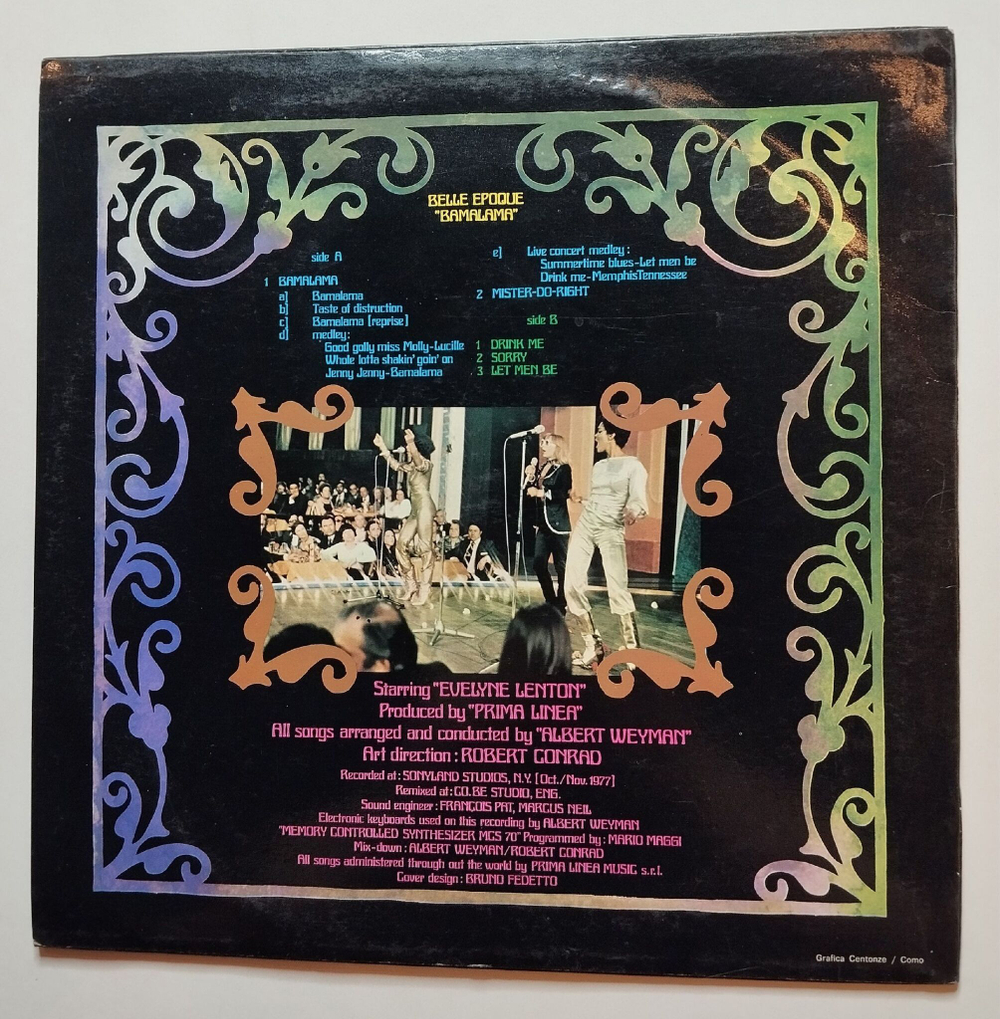 BELLE EPOQUE
"BAMALAMA"
side A
1 BAMALAMA
a] Bamalama
b] Taste of distruction
c] Bamalama [reprise]
d] medley:
Good golly miss Molly-Lucille
Whole lotta shakin' goin' on
Jenny Jenny-Bamalama
e] Live concert medley:
Summertime blues-Let men be
Drink me-MemphisTennessee
2 MISTER-DO-RIGHT
side B
1 DRINK ME
2 SORRY
3 LET MEN BE
Starring "EVELYNE LENTON"
Produced by "PRIMA LINEA"
All songs arranged and conducted by "ALBERT WEYMAN"
Art direction: ROBERT CONRAD
Recorded at: SONYLAND STUDIOS, N.Y. [Oct./Nov. 1977]
Remixed at: CO.BE STUDIO, ENG.
Sound engineer: FRANÇOIS PAT, MARCUS NEIL
Electronic keyboards used on this recording by ALBERT WEYMAN
"MEMORY CONTROLLED SYNTHESIZER MCS 70" Programmed by: MARIO MAGGI
Mix-down: ALBERT WEYMAN/ROBERT CONRAD
All songs administered through out the world by PRIMA LINEA MUSIC s.r.l.
Cover design: BRUNO FEDETTO
Grafica Centonze / Como